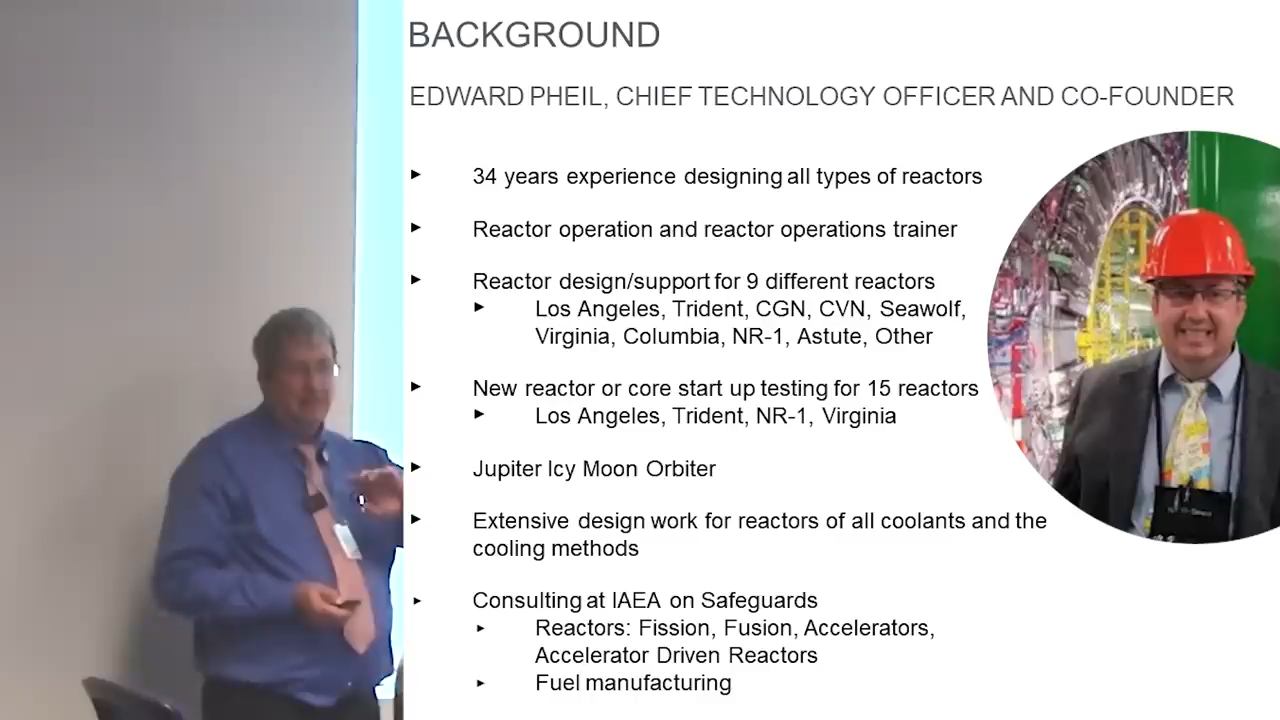 BACKGROUND
EDWARD PHEIL, CHIEF TECHNOLOGY OFFICER AND CO-FOUNDER
34 years experience designing all types of reactors
Reactor operation and reactor operations trainer
Reactor design/support for 9 different reactors
Los Angeles, Trident, CGN, CVN, Seawolf,
Virginia, Columbia, NR-1, Astute, Other
New reactor or core start up testing for 15 reactors
Los Angeles, Trident, NR-1, Virginia
Jupiter Icy Moon Orbiter
Extensive design work for reactors of all coolants and the
cooling methods
Consulting at IAEA on Safeguards
Reactors: Fission, Fusion, Accelerators,
Accelerator Driven Reactors
Fuel manufacturing